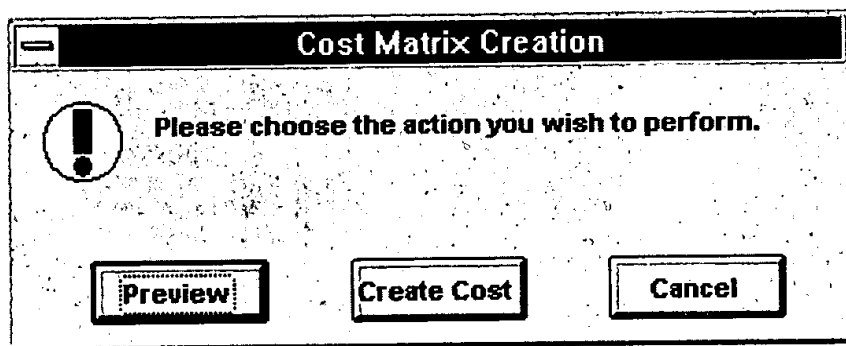 Cost Matrix Creation
Please choose the action you wish to perform.
Preview Create Cost Cancel